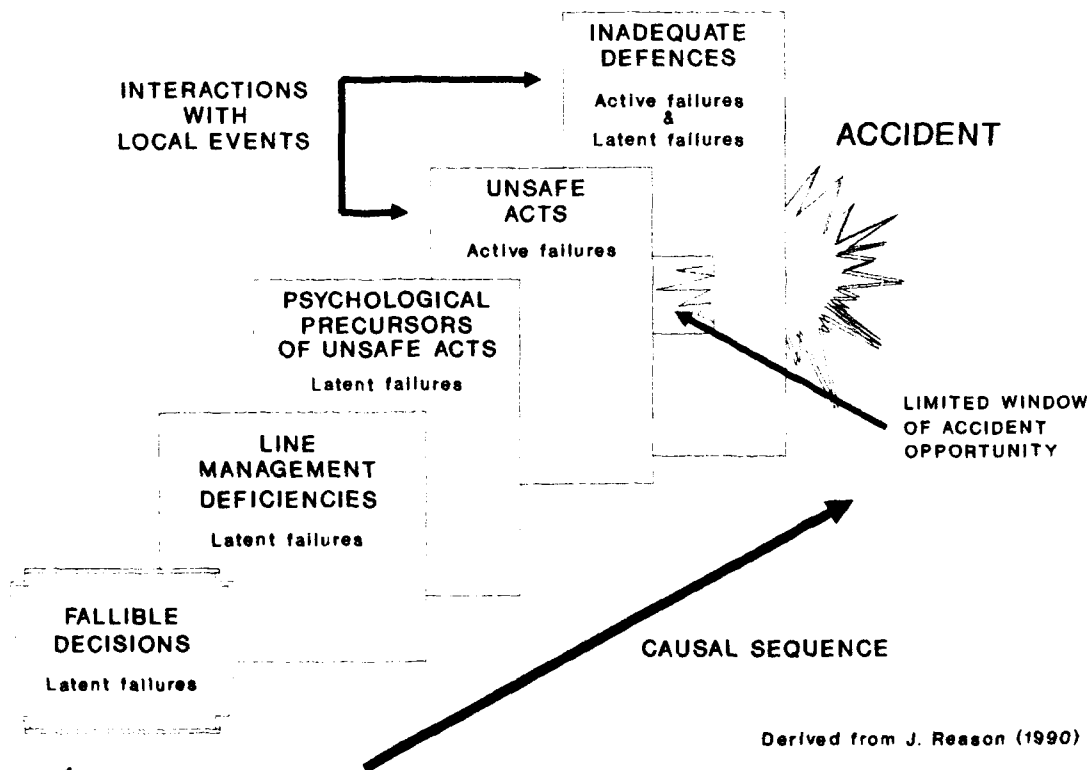 INADEQUATE
DEFENCES
Active failures
&
Latent failures
INTERACTIONS
WITH
LOCAL EVENTS
ACCIDENT
UNSAFE
ACTS
Active failures
PSYCHOLOGICAL
PRECURSORS
OF UNSAFE ACTS
Latent failures
LIMITED WINDOW
OF ACCIDENT
OPPORTUNITY
LINE
MANAGEMENT
DEFICIENCIES
Latent failures
FALLIBLE
DECISIONS
Latent failures
CAUSAL SEQUENCE
Derived from J. Reason (1990)